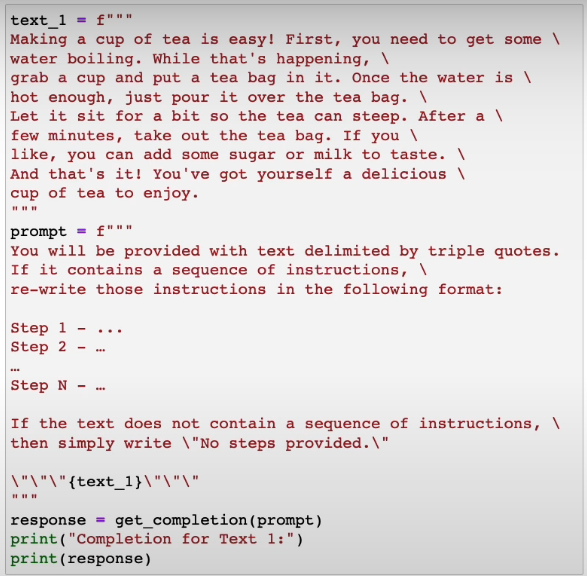 text_1 = f"""
Making a cup of tea is easy! First, you need to get some \
water boiling. While that's happening, \
grab a cup and put a tea bag in it. Once the water is \
hot enough, just pour it over the tea bag. \
Let it sit for a bit so the tea can steep. After a \
few minutes, take out the tea bag. If you \
like, you can add some sugar or milk to taste. \
And that's it! You've got yourself a delicious \
cup of tea to enjoy.
"""
prompt = f"""
You will be provided with text delimited by triple quotes.
If it contains a sequence of instructions, \
re-write those instructions in the following format:

Step 1 - ...
Step 2 - …
…
Step N - …

If the text does not contain a sequence of instructions, \
then simply write \"No steps provided.\"

\"\"\"{text_1}\"\"\"
"""
response = get_completion(prompt)
print("Completion for Text 1:")
print(response)